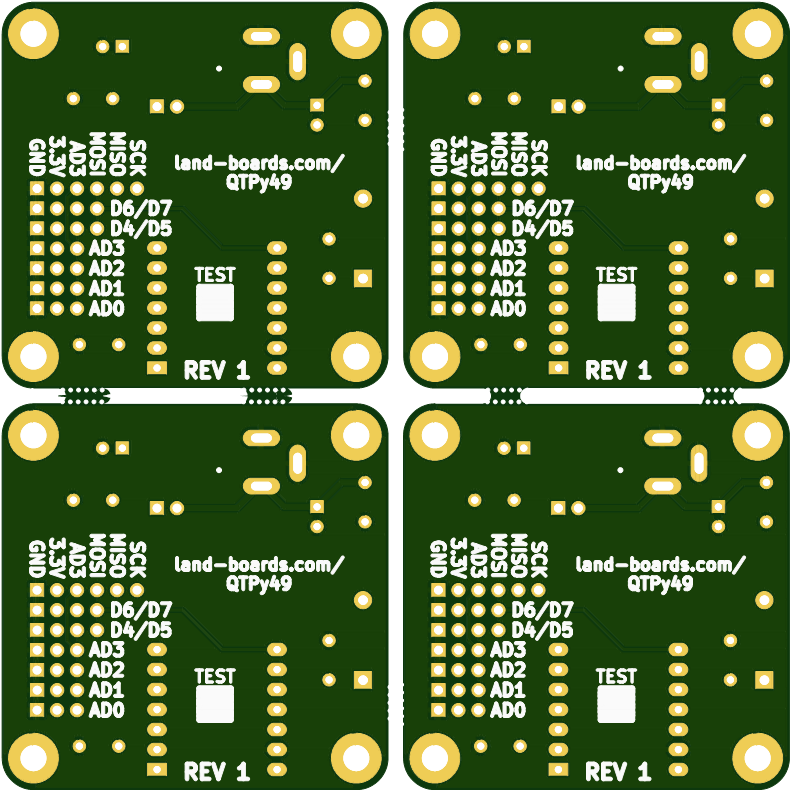 GND 3.3V AD3 MOSI MISO SCK
land-boards.com/
QTPy49
D6/D7
D4/D5
AD3
AD2
AD1
AD0
TEST
REV 1
GND 3.3V AD3 MOSI MISO SCK
land-boards.com/
QTPy49
D6/D7
D4/D5
AD3
AD2
AD1
AD0
TEST
REV 1
GND 3.3V AD3 MOSI MISO SCK
land-boards.com/
QTPy49
D6/D7
D4/D5
AD3
AD2
AD1
AD0
TEST
REV 1
GND 3.3V AD3 MOSI MISO SCK
land-boards.com/
QTPy49
D6/D7
D4/D5
AD3
AD2
AD1
AD0
TEST
REV 1